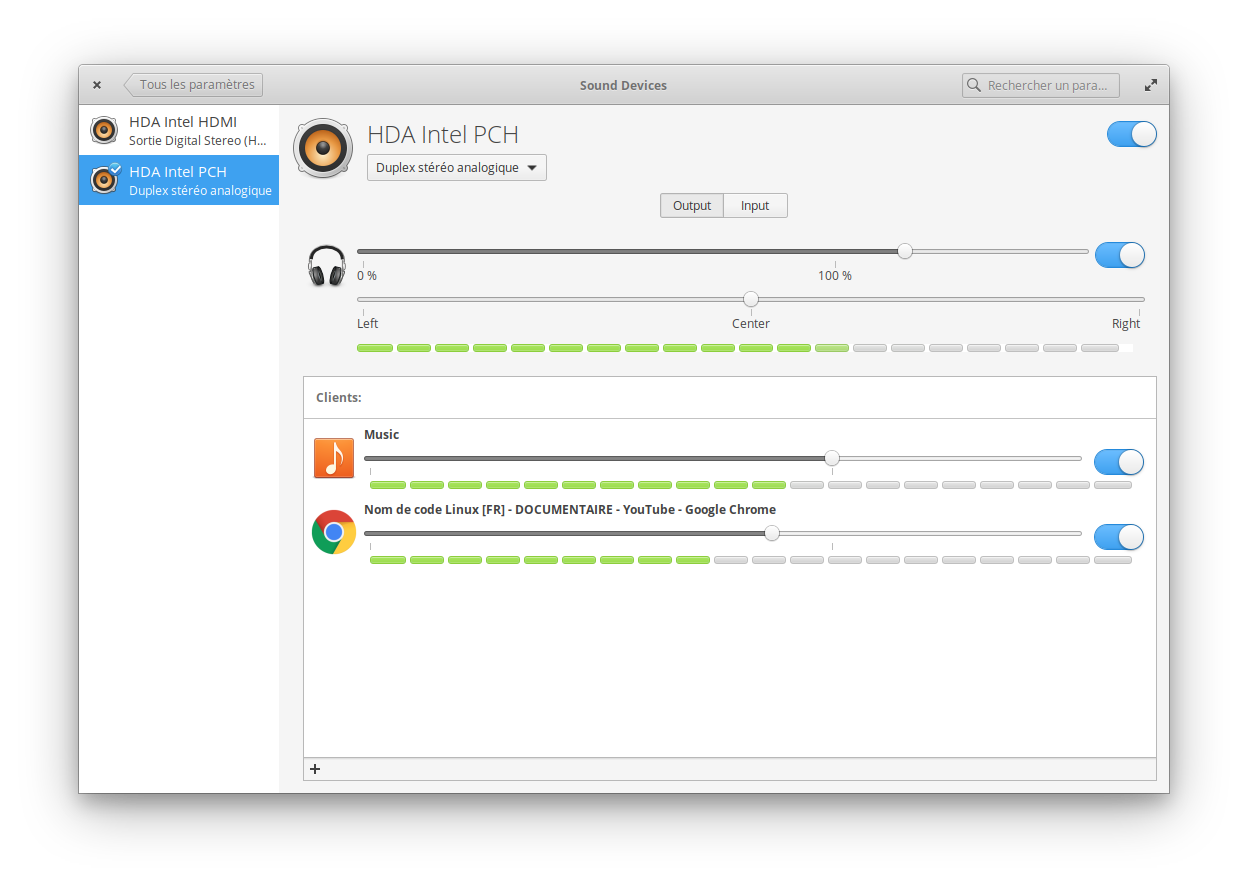 Tous les paramètres
Sound Devices
Rechercher un para...
HDA Intel HDMI
Sortie Digital Stereo (H...
HDA Intel PCH
Duplex stéréo analogique
HDA Intel PCH
Duplex stéréo analogique
Output
Input
0 %
100 %
Left
Center
Right
Clients:
Music
Nom de code Linux [FR] - DOCUMENTAIRE - YouTube - Google Chrome